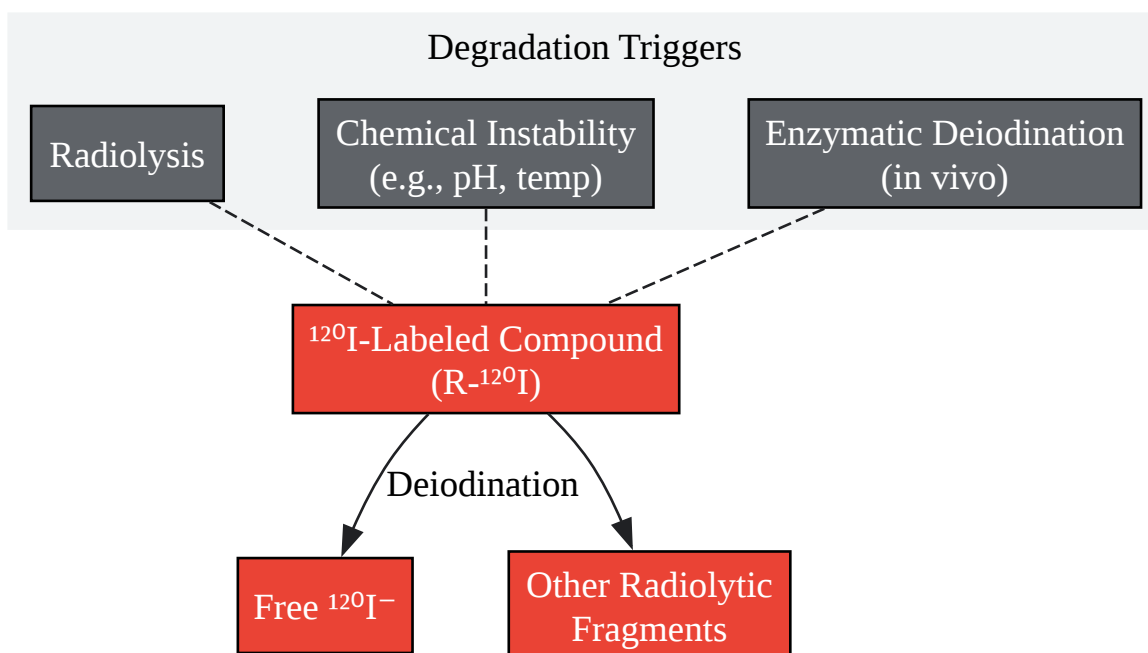 Degradation Triggers
Radiolysis
Chemical Instability
(e.g., pH, temp)
Enzymatic Deiodination
(in vivo)
¹²⁰I-Labeled Compound
(R-¹²⁰I)
Deiodination
Free ¹²⁰I⁻
Other Radiolytic
Fragments